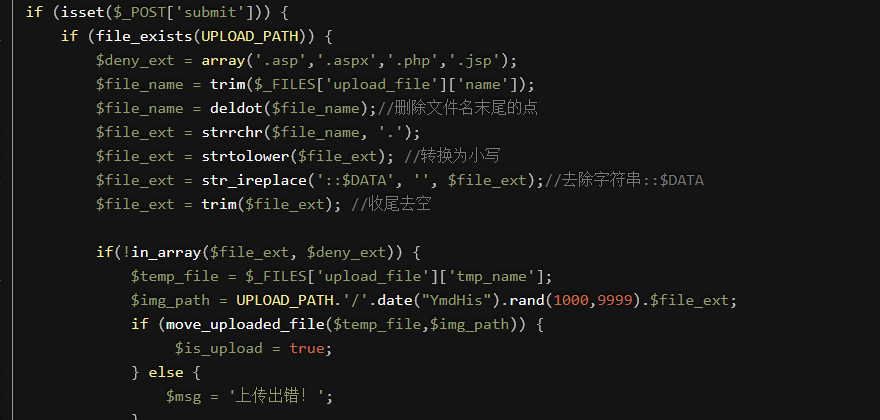 if (isset($_POST['submit'])) {
if (file_exists(UPLOAD_PATH)) {
$deny_ext = array('.asp','.aspx','.php','.jsp');
$file_name = trim($_FILES['upload_file']['name']);
$file_name = deldot($file_name);//删除文件名末尾的点
$file_ext = strrchr($file_name, '.');
$file_ext = strtolower($file_ext); //转换为小写
$file_ext = str_ireplace('::$DATA', '', $file_ext);//去除字符串::$DATA
$file_ext = trim($file_ext); //收尾去空
if(!in_array($file_ext, $deny_ext)) {
$temp_file = $_FILES['upload_file']['tmp_name'];
$img_path = UPLOAD_PATH.'/'.date("YmdHis").rand(1000,9999).$file_ext;
if (move_uploaded_file($temp_file,$img_path)) {
$is_upload = true;
} else {
$msg = '上传出错！';
}